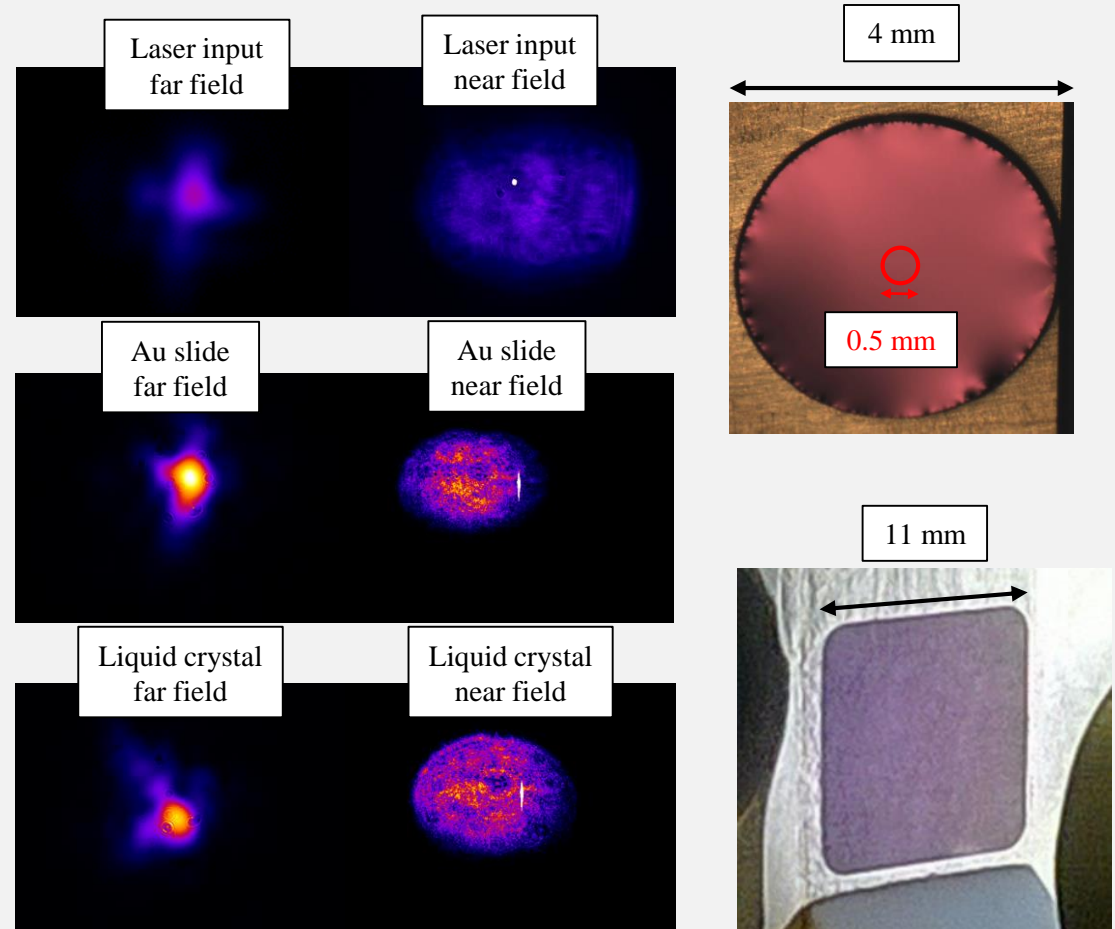 Laser input
far field
Laser input
near field
4 mm
0.5 mm
Au slide
far field
Au slide
near field
11 mm
Liquid crystal
far field
Liquid crystal
near field